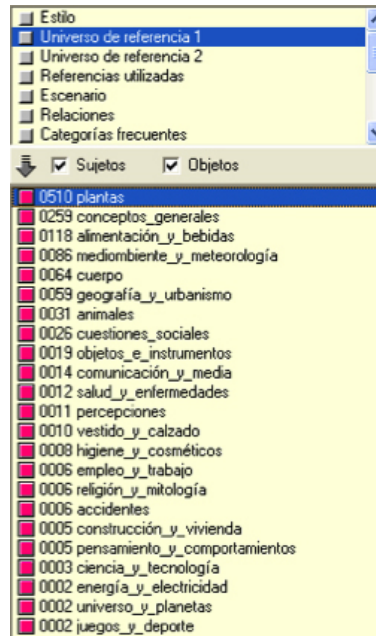 Estilo
Universo de referencia 1
Universo de referencia 2
Referencias utilizadas
Escenario
Relaciones
Categorías frecuentes
Sujetos Objetos
0510 plantas
0259 conceptos_generales
0118 alimentación_y_bebidas
0086 mediombiente_y_meteorología
0064 cuerpo
0059 geografía_y_urbanismo
0031 animales
0026 cuestiones_sociales
0019 objetos_e_instrumentos
0014 comunicación_y_media
0012 salud_y_enfermedades
0011 percepciones
0010 vestido_y_calzado
0008 higiene_y_cosméticos
0006 empleo_y_trabajo
0006 religión_y_mitología
0006 accidentes
0005 construcción_y_vivienda
0005 pensamiento_y_comportamientos
0003 ciencia_y_tecnología
0002 energía_y_electricidad
0002 universo_y_planetas
0002 juegos_y_deporte